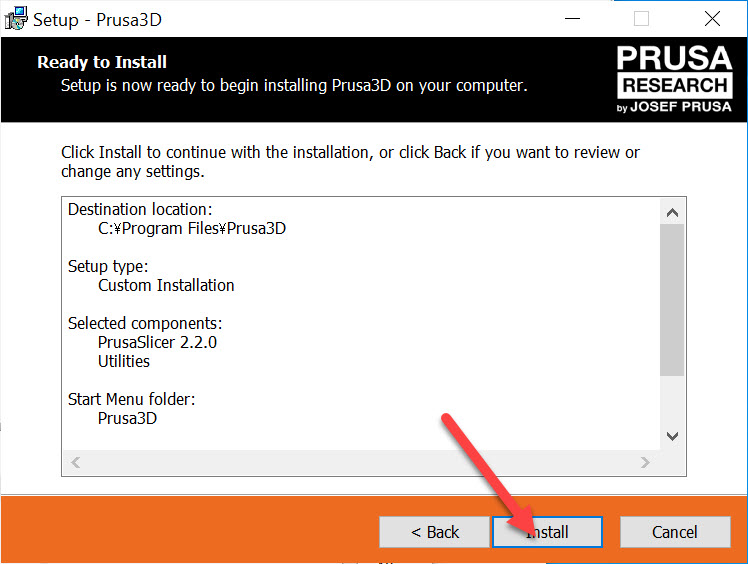 Setup - Prusa3D
Ready to Install
Setup is now ready to begin installing Prusa3D on your computer.
PRUSA
RESEARCH
by JOSEF PRUSA
Click Install to continue with the installation, or click Back if you want to review or
change any settings.
Destination location:
C:¥Program Files¥Prusa3D
Setup type:
Custom Installation
Selected components:
PrusaSlicer 2.2.0
Utilities
Start Menu folder:
Prusa3D
< Back
Install
Cancel